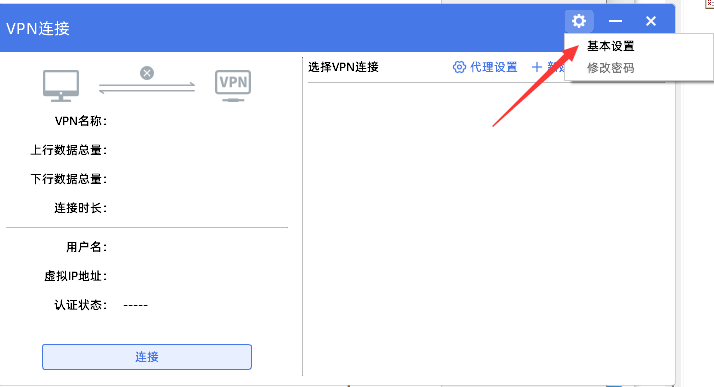 VPN连接
基本设置
修改密码
选择VPN连接
代理设置
VPN
VPN名称：
上行数据总量：
下行数据总量：
连接时长：
用户名：
虚拟IP地址：
认证状态： -----
连接